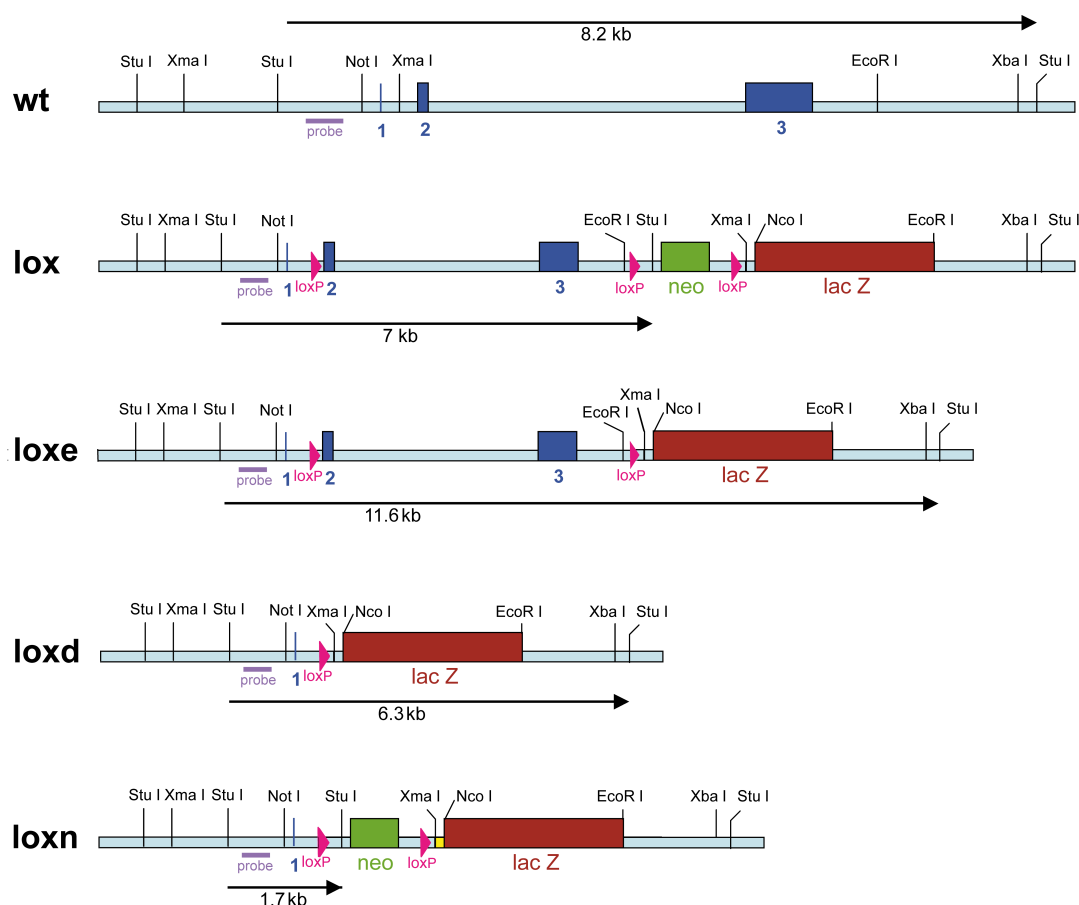 8.2 kb
Stu I Xma I Stu I Not I Xma I EcoR I Xba I Stu I
wt
probe 1 2 3
Stu I Xma I Stu I Not I EcoR I Stu I Xma I Nco I EcoR I Xba I Stu I
lox
probe 1 loxP 2 3 loxP neo loxP lac Z
7 kb
Xma I
Stu I Xma I Stu I Not I EcoR I Nco I EcoR I Xba I Stu I
loxe
probe 1 loxP 2 3 loxP lac Z
11.6 kb
Stu I Xma I Stu I Not I Xma I Nco I EcoR I Xba I Stu I
loxd
probe 1 loxP lac Z
6.3 kb
Stu I Xma I Stu I Not I Stu I Xma I Nco I EcoR I Xba I Stu I
loxn
probe 1 loxP neo loxP lac Z
1.7 kb